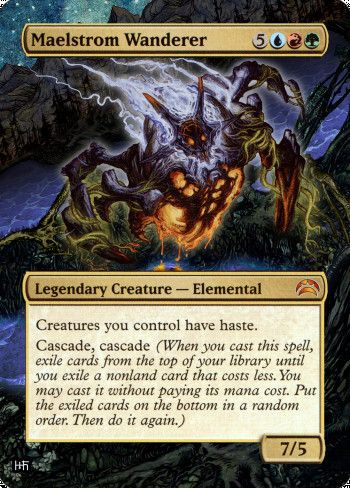 Maelstrom Wanderer 5
Legendary Creature — Elemental
Creatures you control have haste.
Cascade, cascade (When you cast this spell,
exile cards from the top of your library until
you exile a nonland card that costs less. You
may cast it without paying its mana cost. Put
the exiled cards on the bottom in a random
order. Then do it again.)
7/5